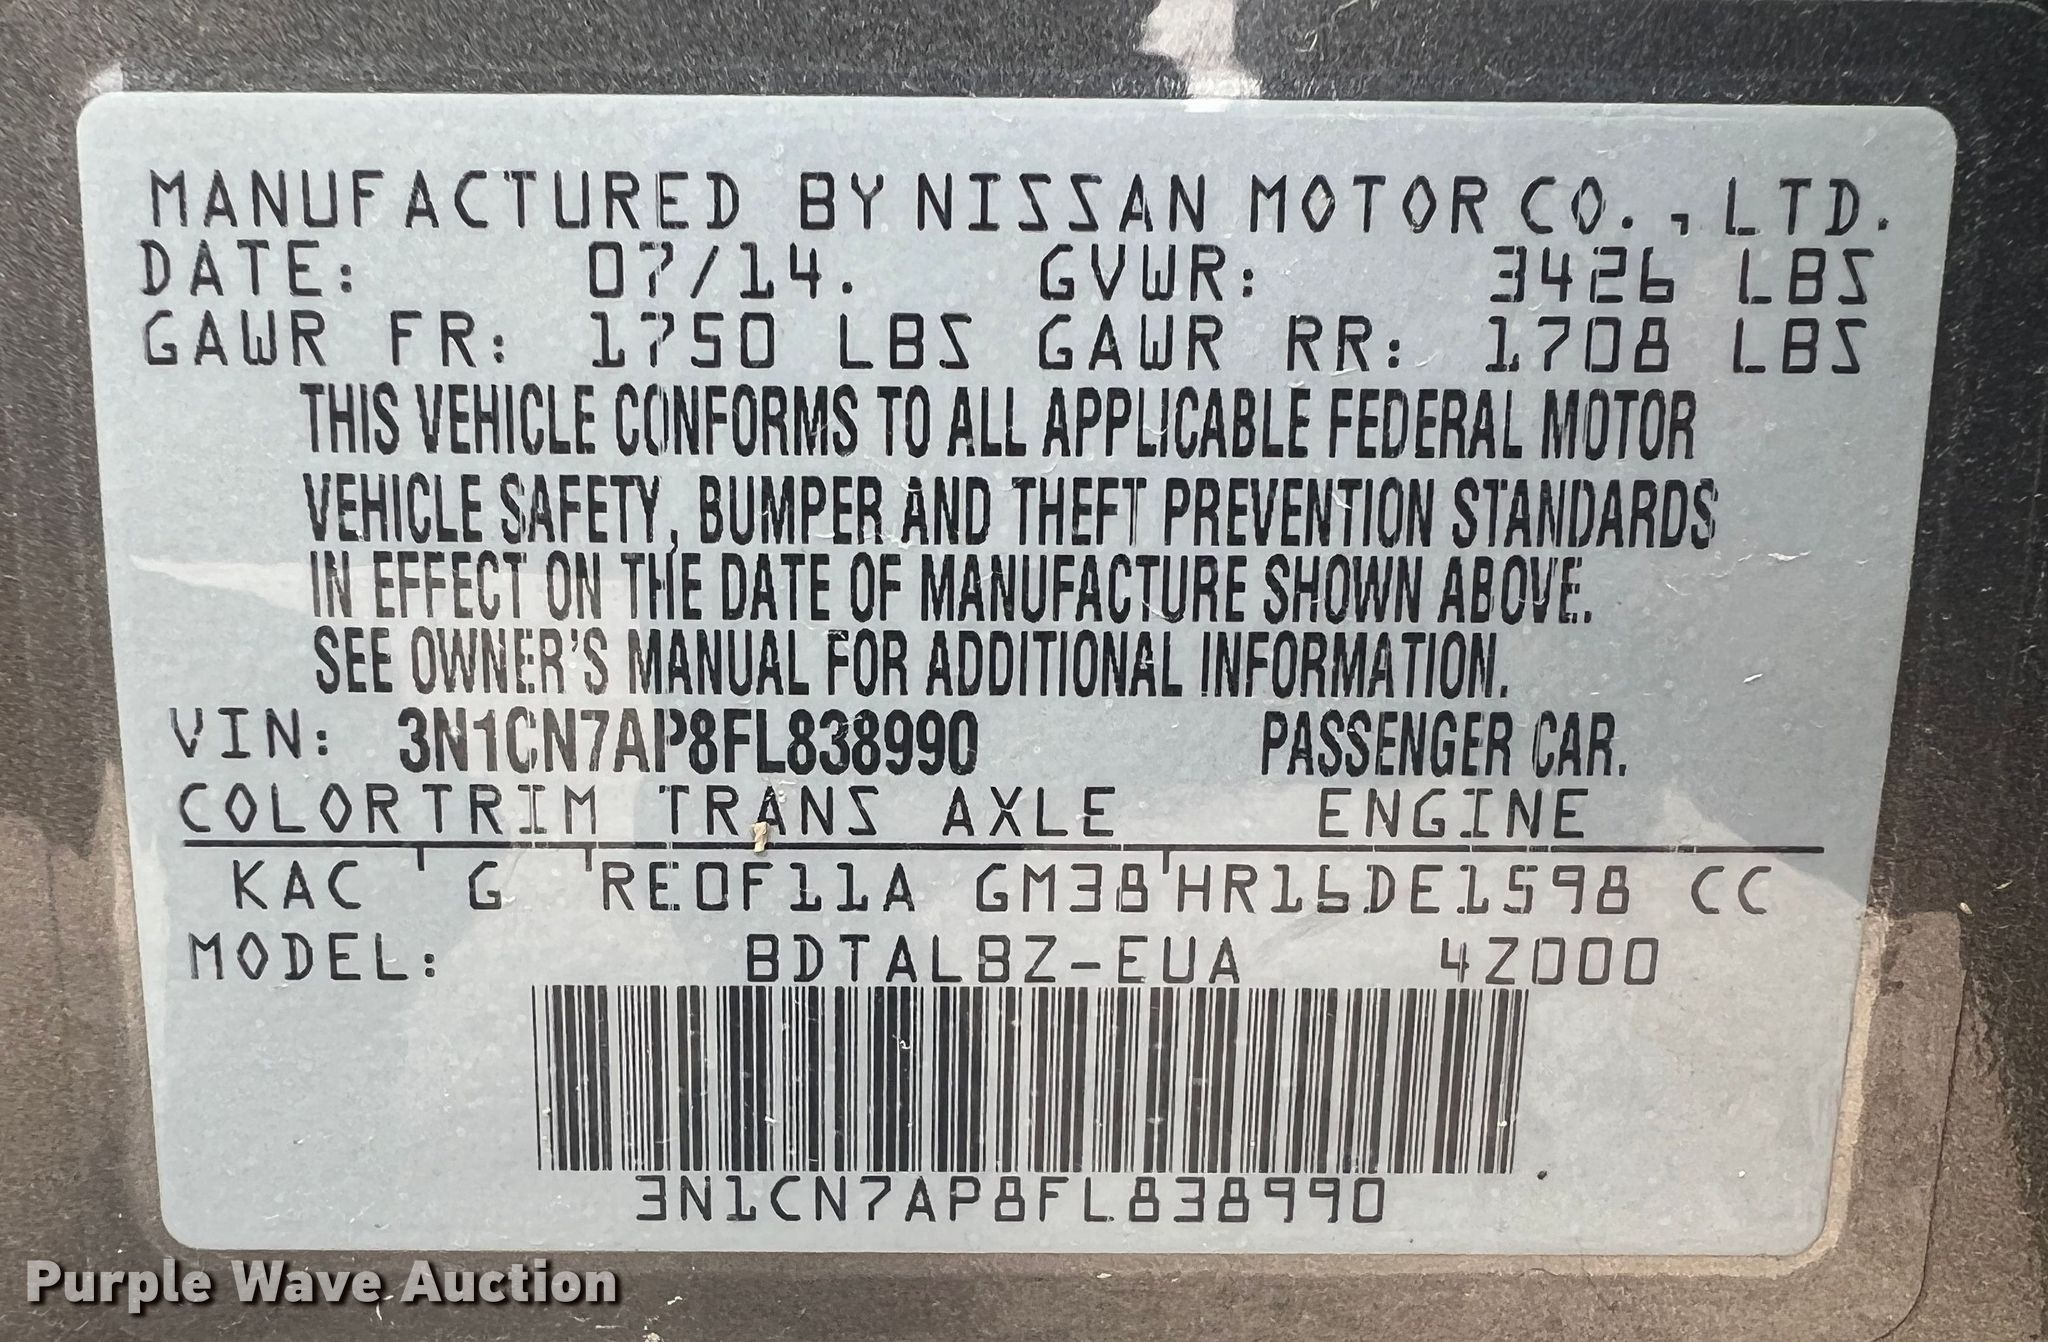 MANUFACTURED BY NISSAN MOTOR CO., LTD.
DATE: 07/14. GVWR: 3426 LBS
GAWR FR: 1750 LBS GAWR RR: 1708 LBS
THIS VEHICLE CONFORMS TO ALL APPLICABLE FEDERAL MOTOR
VEHICLE SAFETY, BUMPER AND THEFT PREVENTION STANDARDS
IN EFFECT ON THE DATE OF MANUFACTURE SHOWN ABOVE.
SEE OWNER'S MANUAL FOR ADDITIONAL INFORMATION.
VIN: 3N1CN7AP8FL838990 PASSENGER CAR.
COLOR TRIM TRANS AXLE ENGINE
KAC G RE0F11A GM38 HR16DE1598 CC
MODEL: BDTALBZ-EUA 4Z000
3N1CN7AP8FL838990
Purple Wave Auction